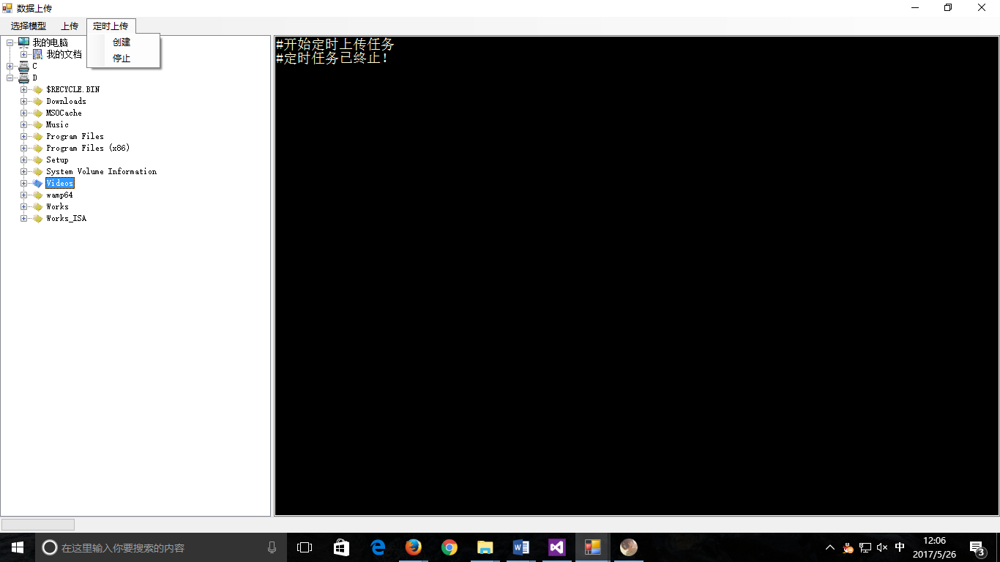 数据上传
选择模型 上传 定时上传
创建
停止
我的电脑
我的文档
C
D
$RECYCLE.BIN
Downloads
MSOCache
Music
Program Files
Program Files (x86)
Setup
System Volume Information
Videos
wamp64
Works
Works_ISA
#开始定时上传任务
#定时任务已终止!
在这里输入你要搜索的内容
中
12:06
2017/5/26
3